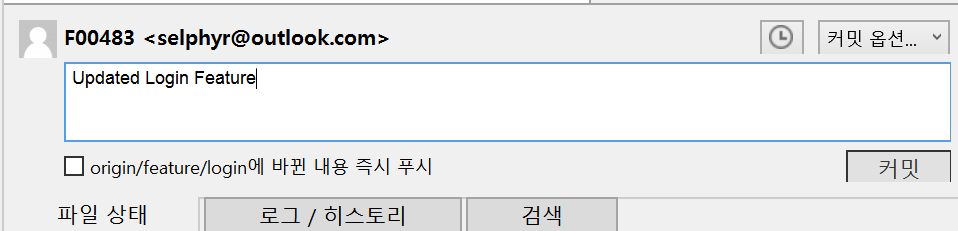 F00483 <selphyr@outlook.com>
커밋 옵션...
Updated Login Feature
origin/feature/login에 바뀐 내용 즉시 푸시
커밋
파일 상태
로그 / 히스토리
검색